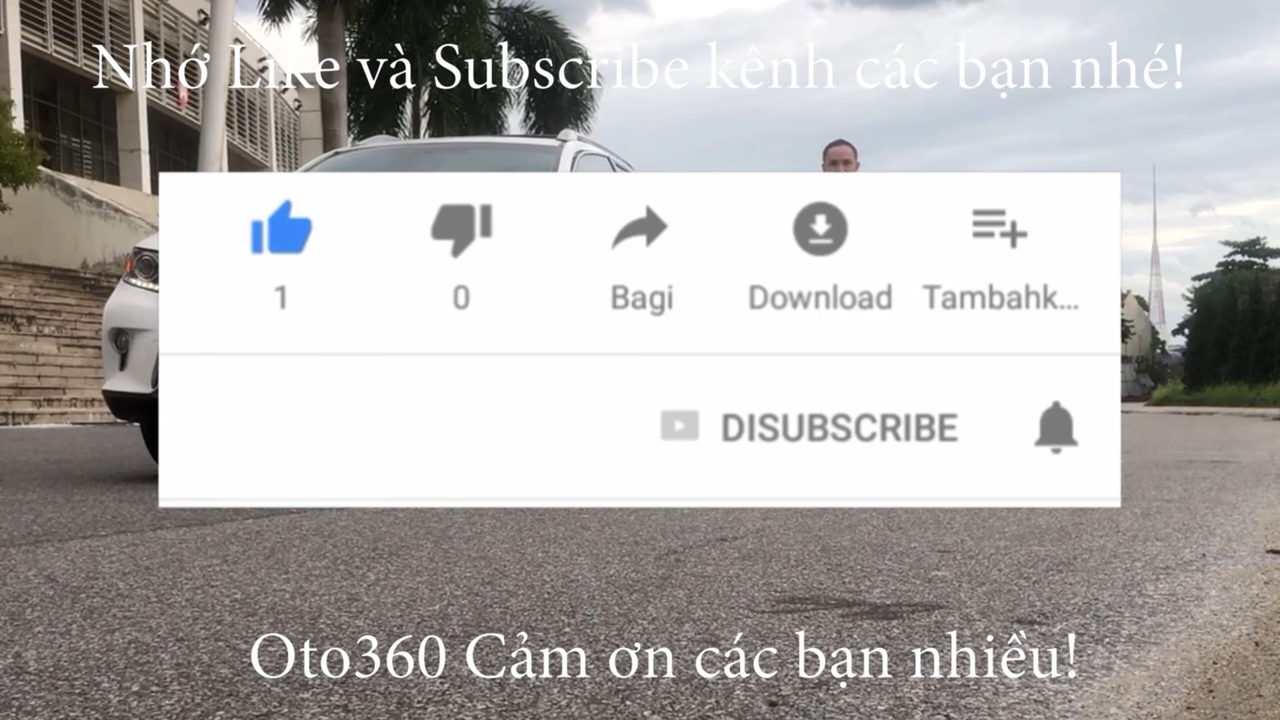 Nhớ Like và Subscribe kênh các bạn nhé!
1 0 Bagi Download Tambahk...
DISUBSCRIBE
Oto360 Cảm ơn các bạn nhiều!